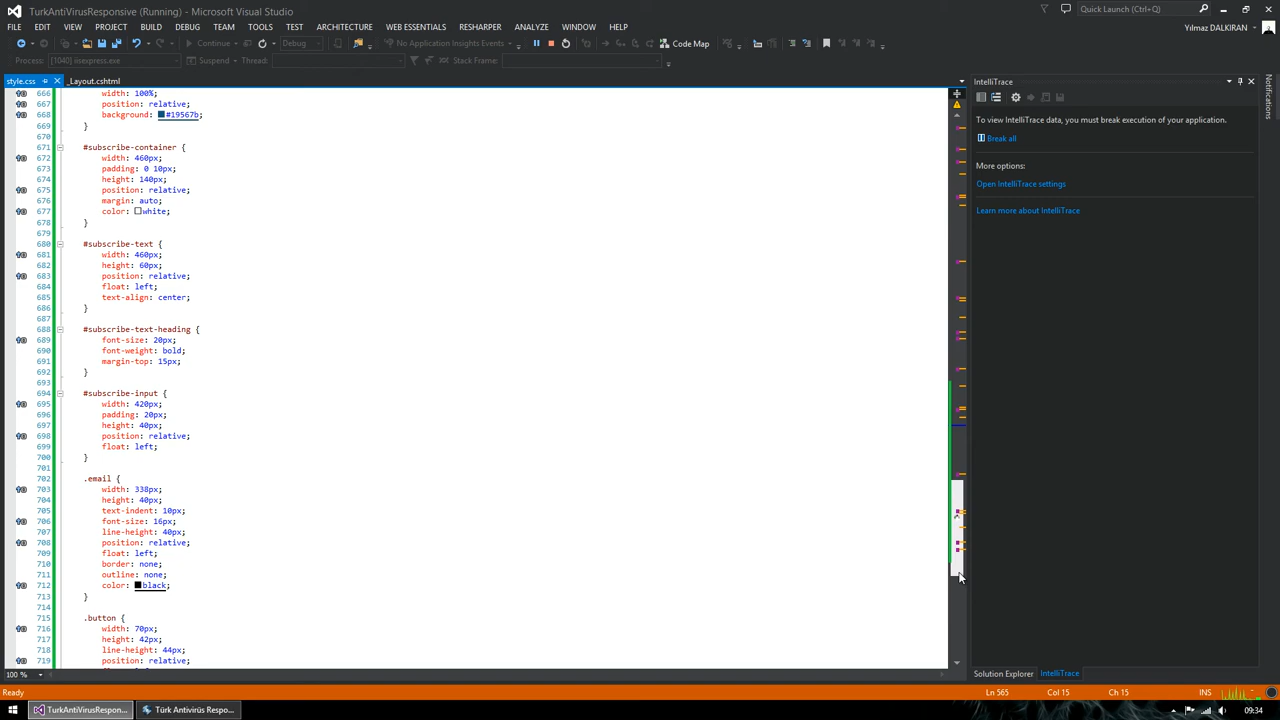 TurkAntiVirusResponsive (Running) - Microsoft Visual Studio
Quick Launch (Ctrl+Q)
FILE EDIT VIEW PROJECT BUILD DEBUG TEAM TOOLS TEST ARCHITECTURE WEB ESSENTIALS RESHARPER ANALYZE WINDOW HELP
Yilmaz DALKIRAN
Continue Debug No Application Insights Events Code Map
Process: [1040] iisexpress.exe Suspend Thread: Stack Frame:
style.css _Layout.cshtml
666 width: 100%;
667 position: relative;
668 background: #19567b;
669 }
670
671 #subscribe-container {
672 width: 460px;
673 padding: 0 10px;
674 height: 140px;
675 position: relative;
676 margin: auto;
677 color: white;
678 }
679
680 #subscribe-text {
681 width: 460px;
682 height: 60px;
683 position: relative;
684 float: left;
685 text-align: center;
686 }
687
688 #subscribe-text-heading {
689 font-size: 20px;
690 font-weight: bold;
691 margin-top: 15px;
692 }
693
694 #subscribe-input {
695 width: 420px;
696 padding: 20px;
697 height: 40px;
698 position: relative;
699 float: left;
700 }
701
702 .email {
703 width: 338px;
704 height: 40px;
705 text-indent: 10px;
706 font-size: 16px;
707 line-height: 40px;
708 position: relative;
709 float: left;
710 border: none;
711 outline: none;
712 color: black;
713 }
714
715 .button {
716 width: 70px;
717 height: 42px;
718 line-height: 44px;
719 position: relative;
100 %
IntelliTrace
To view IntelliTrace data, you must break execution of your application.
Break all
More options:
Open IntelliTrace settings
Learn more about IntelliTrace
Notifications
Solution Explorer IntelliTrace
Ready Ln 565 Col 15 Ch 15 INS
TurkAntiVirusRespon... Türk Antivirüs Respo... 09:34